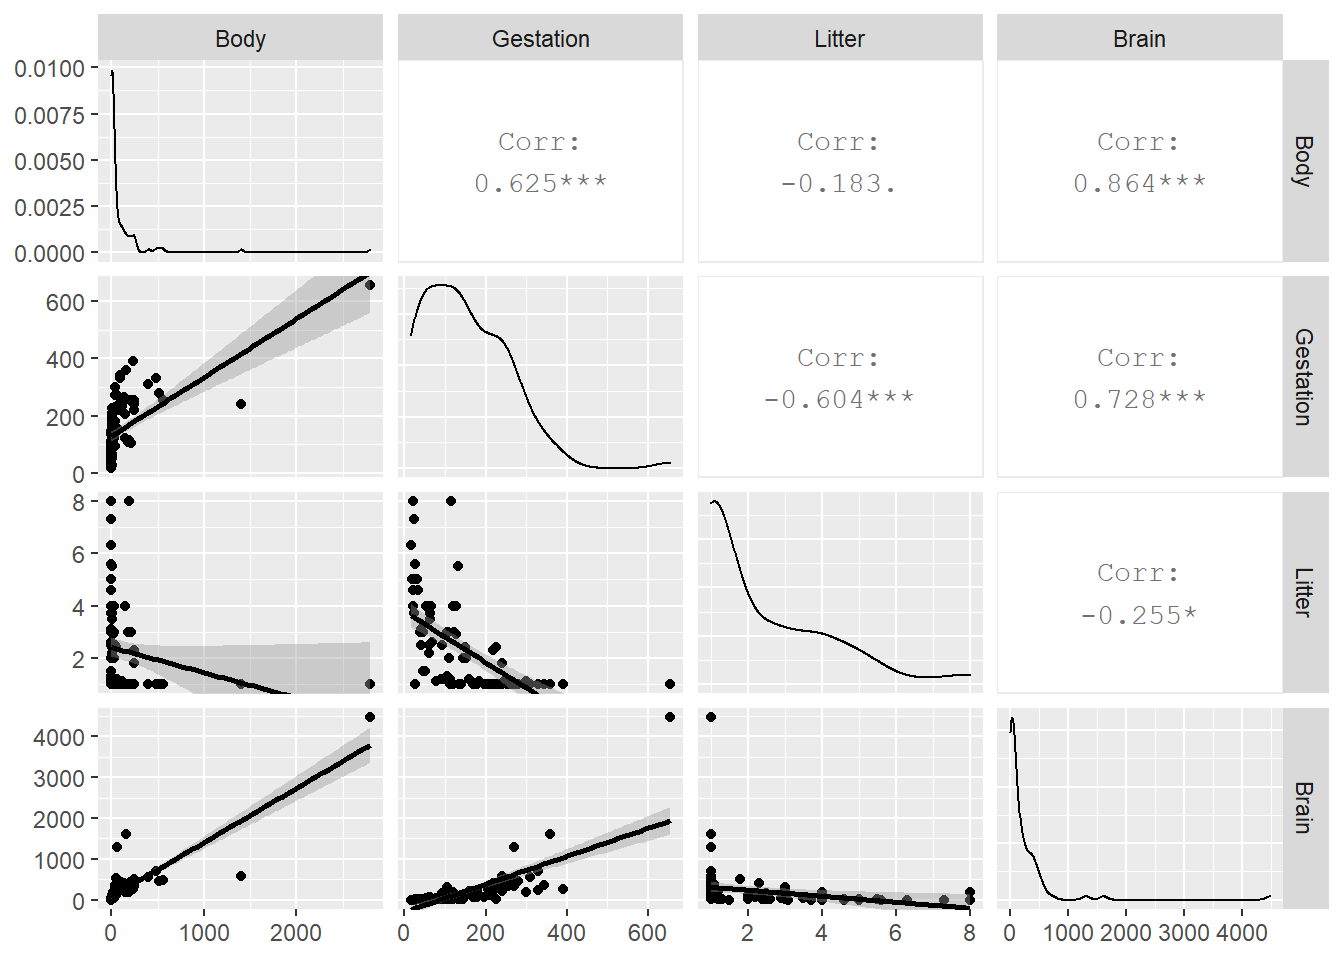 Body Gestation Litter Brain
0.0100
0.0075
0.0050
0.0025
0.0000
Corr:
0.625***
Corr:
-0.183.
Corr:
0.864***
Body
600
400
200
0
Corr:
-0.604***
Corr:
0.728***
Gestation
8
6
4
2
Corr:
-0.255*
Litter
4000
3000
2000
1000
0
Brain
0 1000 2000
0 200 400 600
2 4 6 8
0 1000 2000 3000 4000